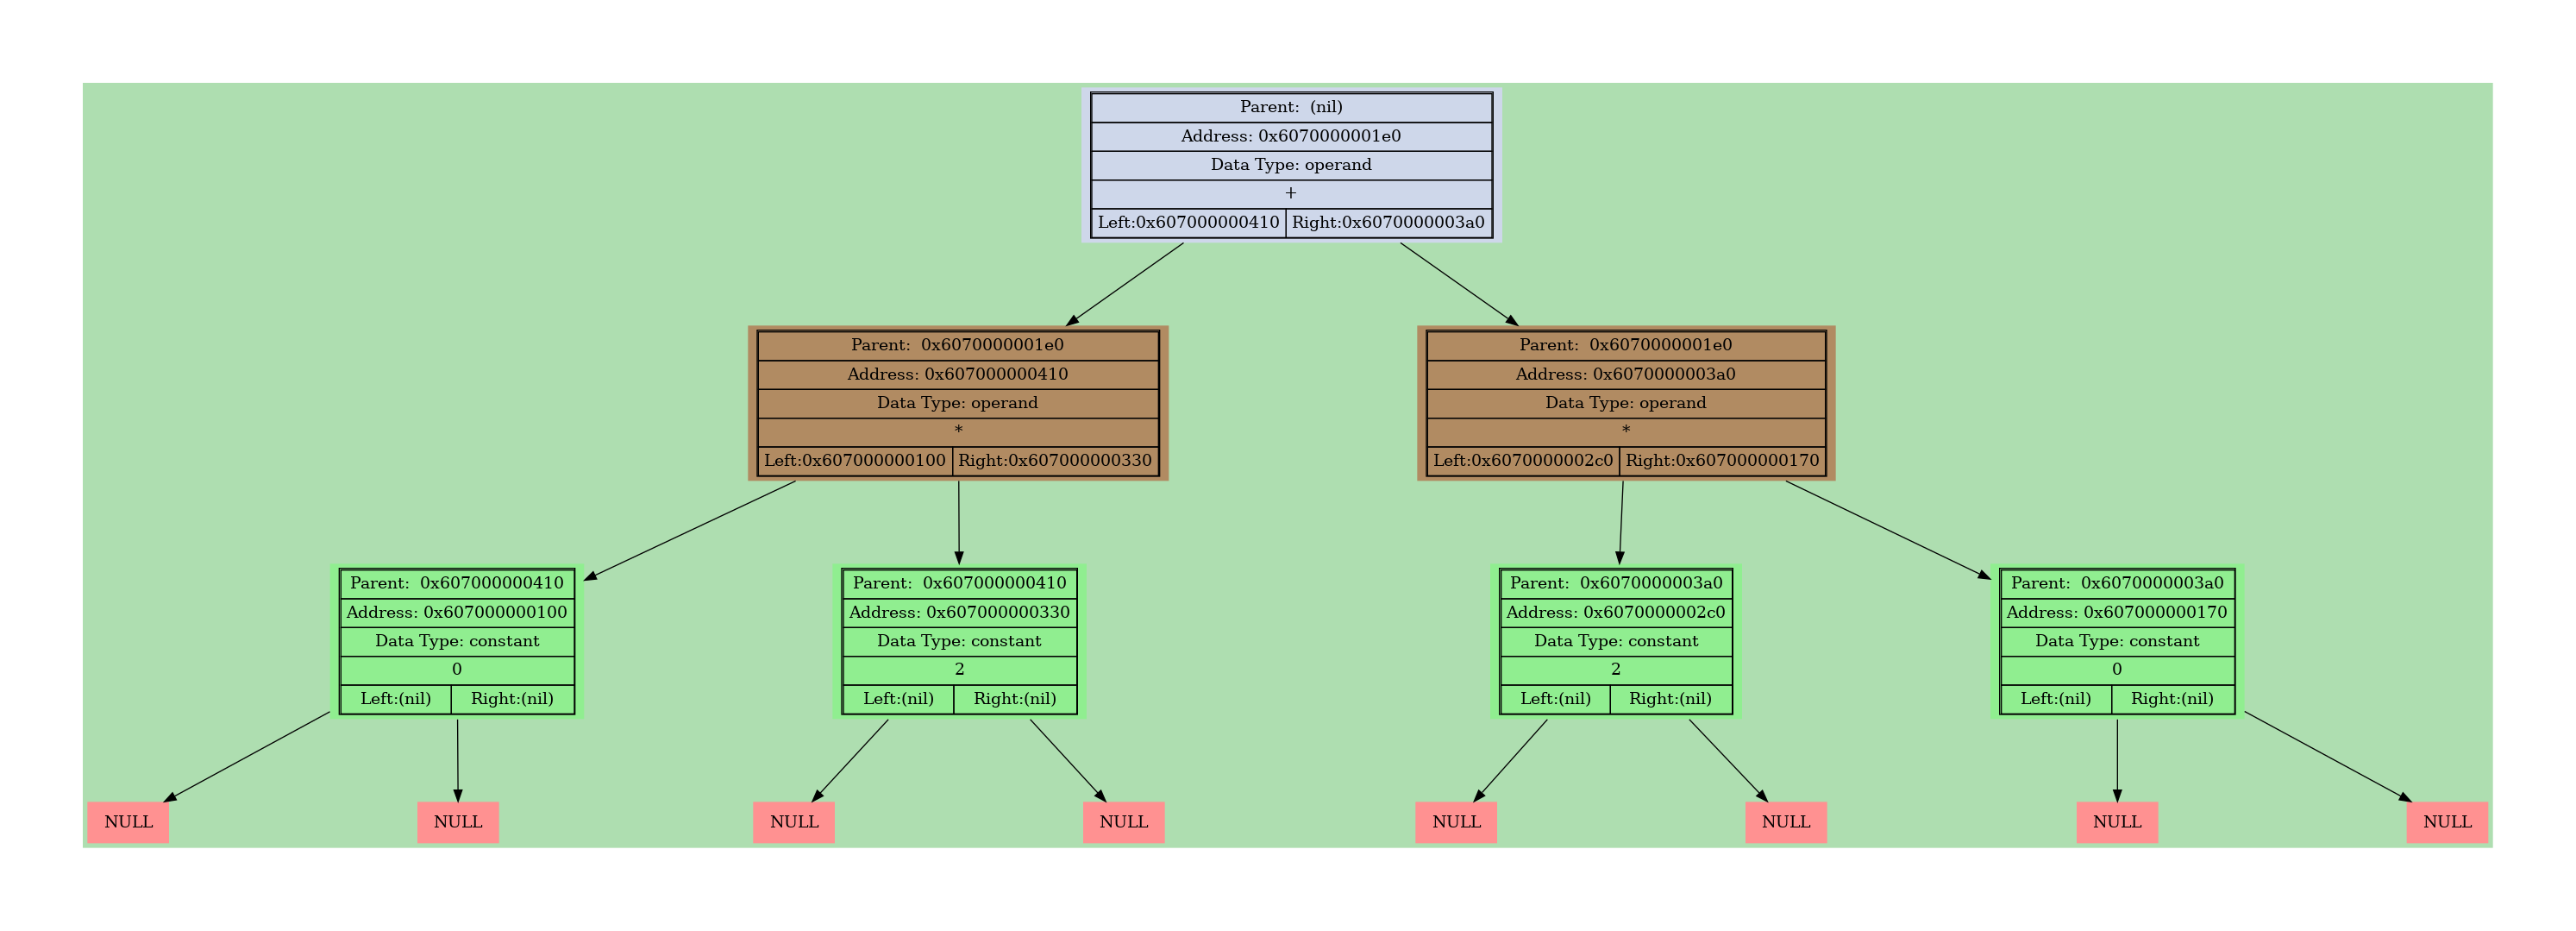 Parent:  (nil)
Address: 0x6070000001e0
Data Type: operand
+
Left:0x607000000410 Right:0x6070000003a0
Parent:  0x6070000001e0
Address: 0x607000000410
Data Type: operand
*
Left:0x607000000100 Right:0x607000000330
Parent:  0x6070000001e0
Address: 0x6070000003a0
Data Type: operand
*
Left:0x6070000002c0 Right:0x607000000170
Parent:  0x607000000410
Address: 0x607000000100
Data Type: constant
0
Left:(nil) Right:(nil)
Parent:  0x607000000410
Address: 0x607000000330
Data Type: constant
2
Left:(nil) Right:(nil)
Parent:  0x6070000003a0
Address: 0x6070000002c0
Data Type: constant
2
Left:(nil) Right:(nil)
Parent:  0x6070000003a0
Address: 0x607000000170
Data Type: constant
0
Left:(nil) Right:(nil)
NULL NULL NULL NULL NULL NULL NULL NULL